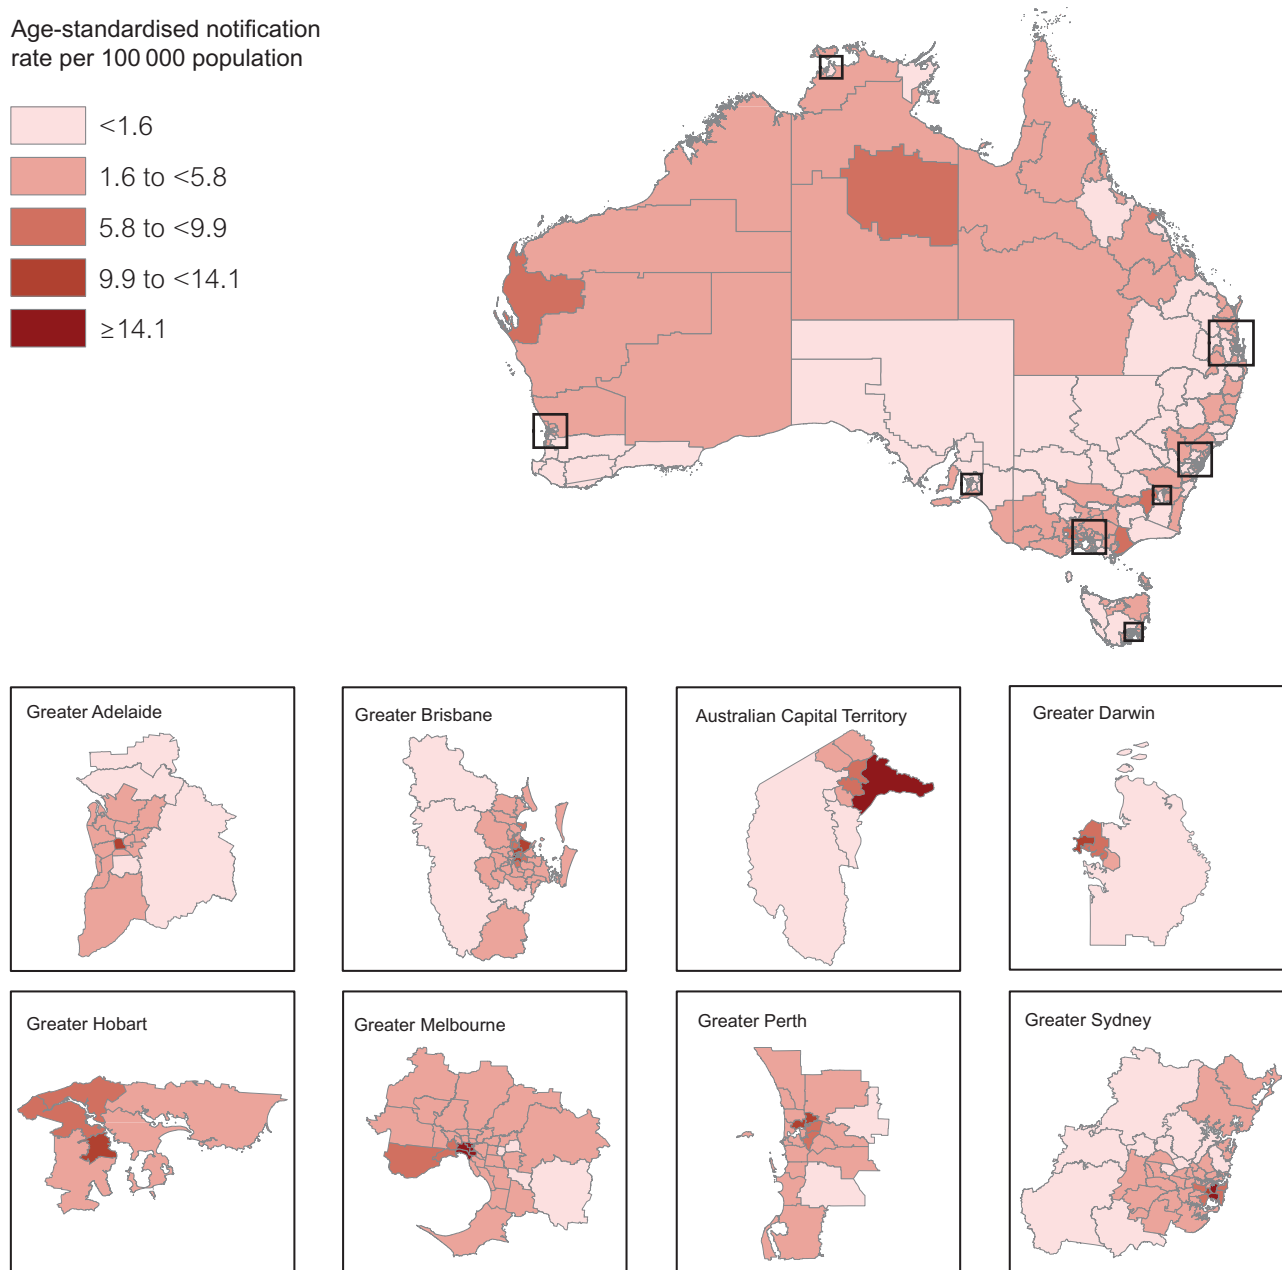 Age-standardised notification
rate per 100 000 population
<1.6
1.6 to <5.8
5.8 to <9.9
9.9 to <14.1
≥14.1
Greater Adelaide
Greater Brisbane
Australian Capital Territory
Greater Darwin
Greater Hobart
Greater Melbourne
Greater Perth
Greater Sydney